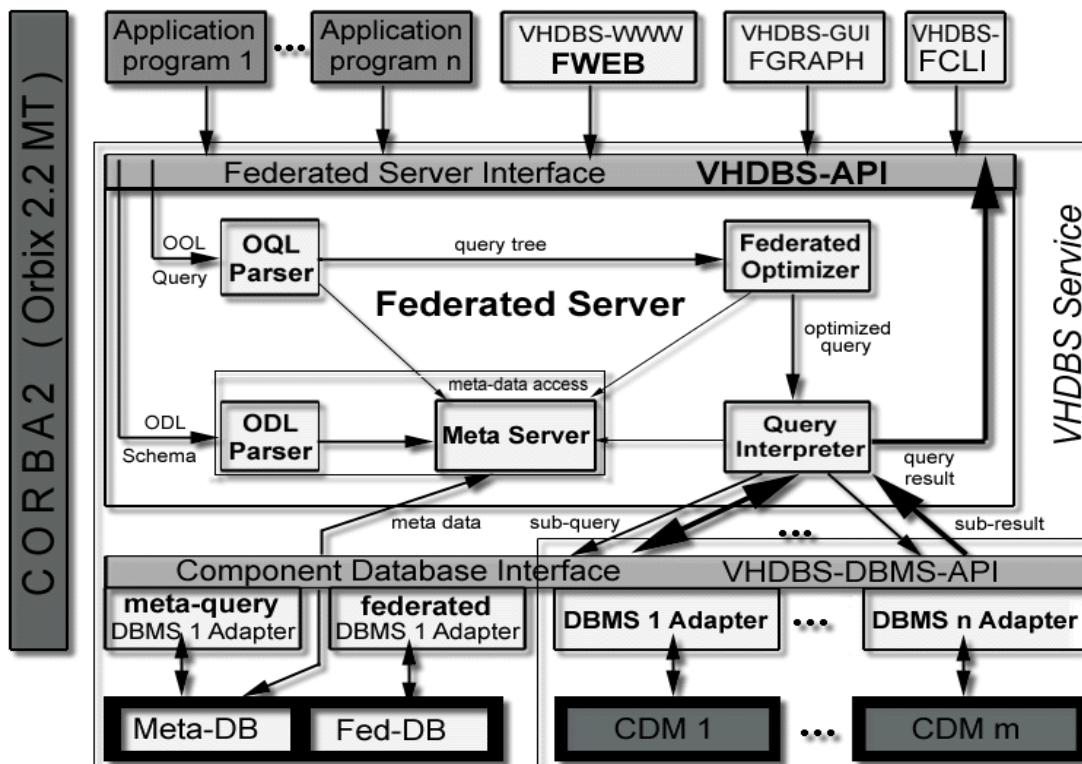 CORBA2 (Orbix 2.2 MT)
Application
program 1
...
Application
program n
VHDBS-WWW
FWEB
VHDBS-GUI
FGRAPH
VHDBS-
FCLI
Federated Server Interface VHDBS-API
VHDBS Service
OOL
Query
OQL
Parser
query tree
Federated
Optimizer
Federated Server
optimized
query
meta-data access
ODL
Schema
ODL
Parser
Meta Server
Query
Interpreter
query
result
meta data
sub-query
...
sub-result
Component Database Interface VHDBS-DBMS-API
meta-query
DBMS 1 Adapter
federated
DBMS 1 Adapter
DBMS 1 Adapter
...
DBMS n Adapter
Meta-DB
Fed-DB
CDM 1
...
CDM m